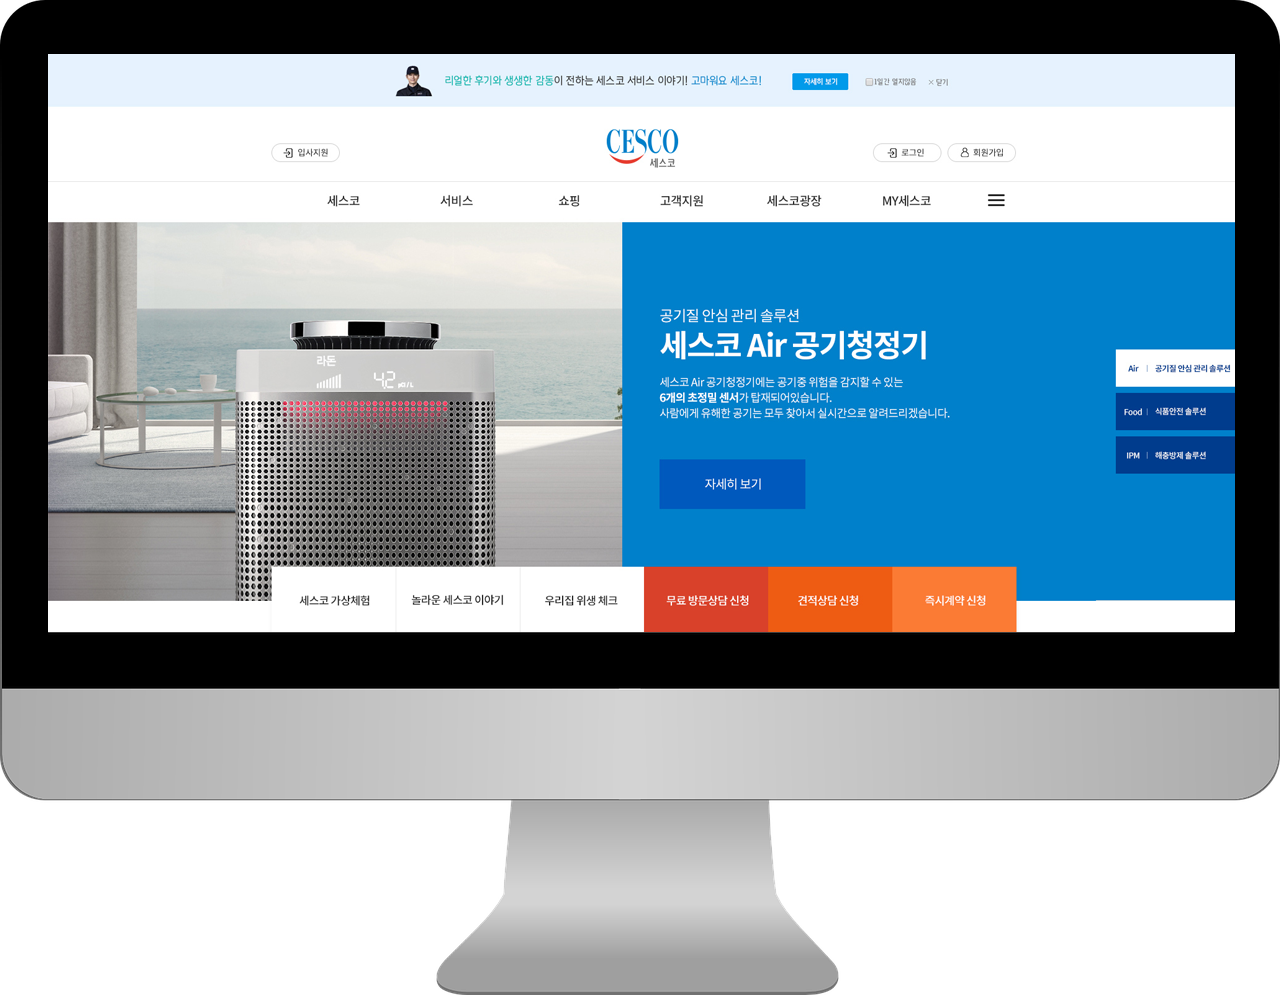 리얼한 후기와 생생한 감동이 전하는 세스코 서비스 이야기! 고마워요 세스코!
자세히 보기
1일간 열지않음
× 닫기
입사지원
CESCO
세스코
로그인
회원가입
세스코
서비스
쇼핑
고객지원
세스코광장
MY세스코
라돈
4.2 pCi/L
공기질 안심 관리 솔루션
세스코 Air 공기청정기
세스코 Air 공기청정기에는 공기중 위험을 감지할 수 있는
6개의 초정밀 센서가 탑재되어있습니다.
사람에게 유해한 공기는 모두 찾아서 실시간으로 알려드리겠습니다.
자세히 보기
Air | 공기질 안심 관리 솔루션
Food | 식품안전 솔루션
IPM | 해충방제 솔루션
세스코 가상체험
놀라운 세스코 이야기
우리집 위생 체크
무료 방문상담 신청
견적상담 신청
즉시계약 신청